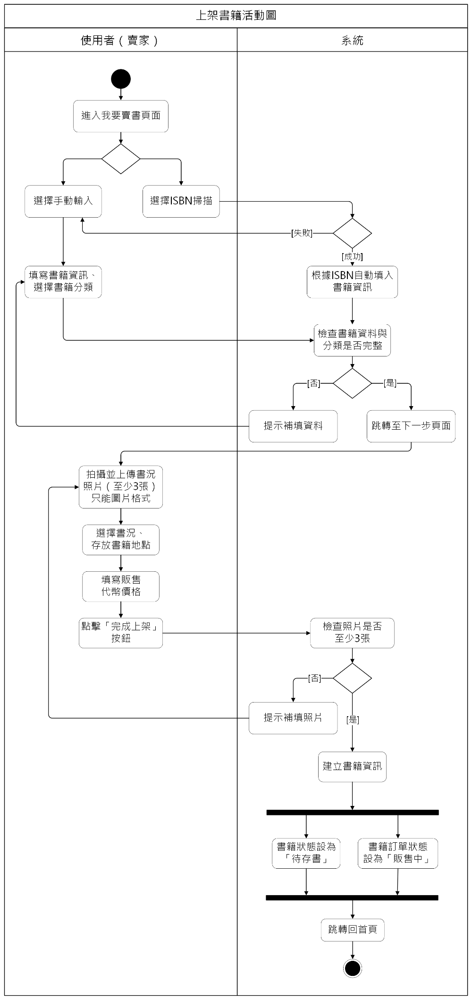 上架書籍活動圖
使用者（賣家）
系統
進入我要賣書頁面
選擇手動輸入
選擇ISBN掃描
[失敗]
[成功]
填寫書籍資訊、
選擇書籍分類
根據ISBN自動填入
書籍資訊
檢查書籍資料與
分類是否完整
[否]
[是]
提示補填資料
跳轉至下一步頁面
拍攝並上傳書況
照片（至少3張）
只能圖片格式
選擇書況、
存放書籍地點
填寫販售
代幣價格
點擊「完成上架」
按鈕
檢查照片是否
至少3張
[否]
提示補填照片
[是]
建立書籍資訊
書籍狀態設為
「待存書」
書籍訂單狀態
設為「販售中」
跳轉回首頁